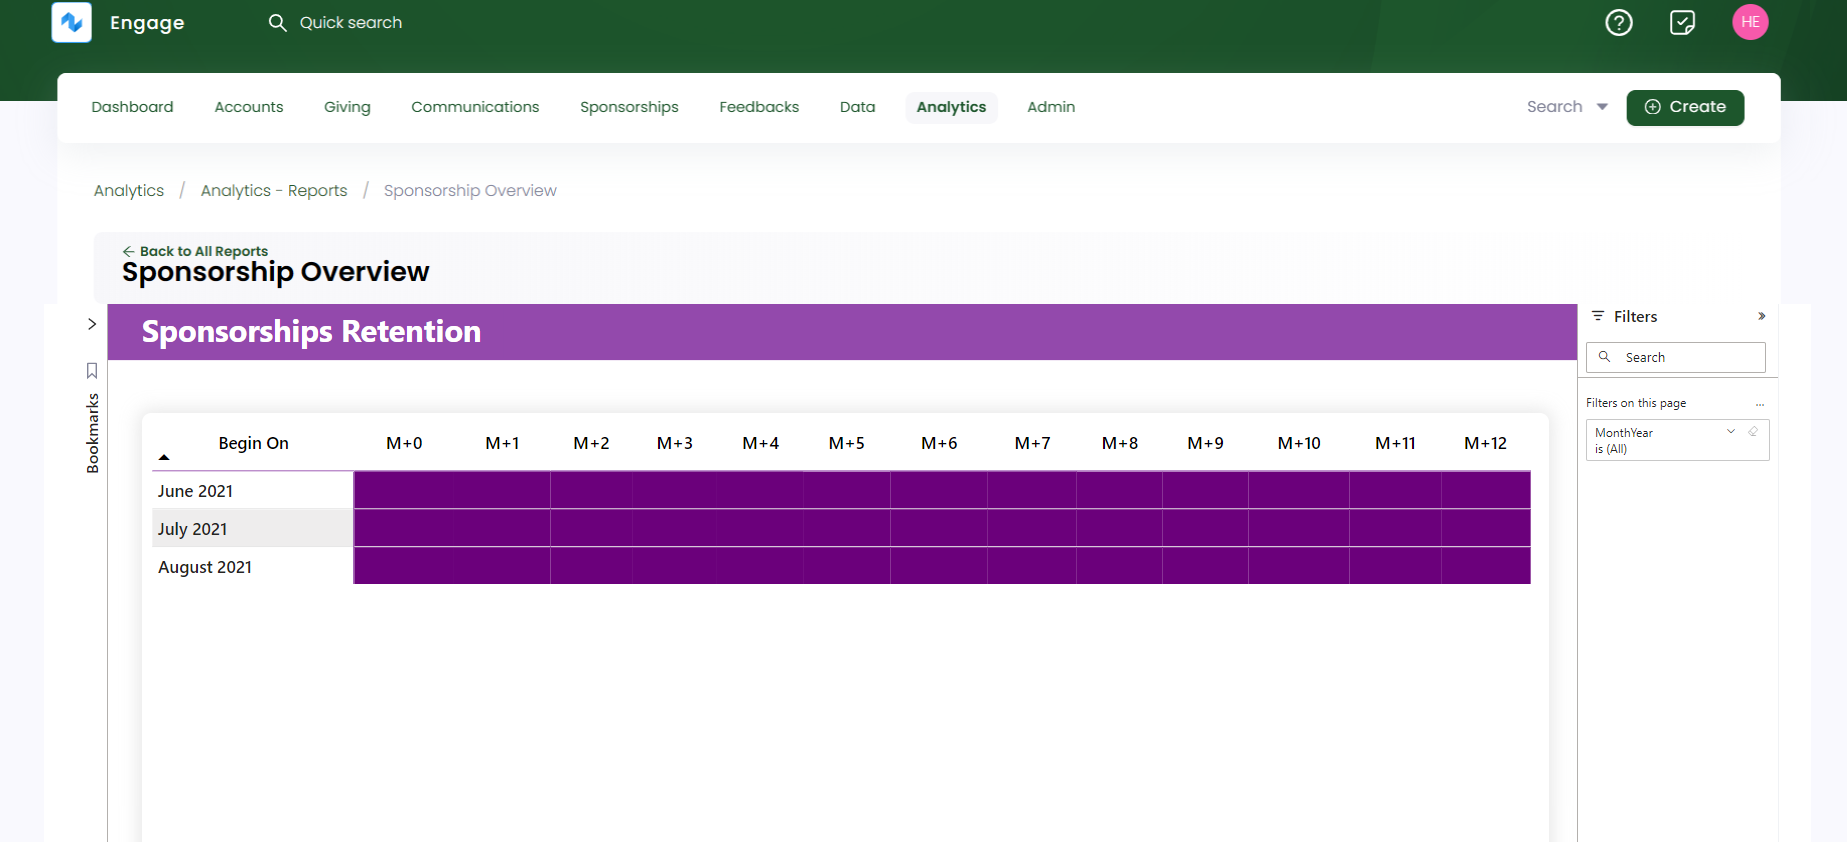 Engage
Quick search
HE
Dashboard Accounts Giving Communications Sponsorships Feedbacks Data Analytics Admin Search Create
Analytics / Analytics - Reports / Sponsorship Overview
← Back to All Reports
Sponsorship Overview
Sponsorships Retention
Bookmarks
Begin On M+0 M+1 M+2 M+3 M+4 M+5 M+6 M+7 M+8 M+9 M+10 M+11 M+12
June 2021
July 2021
August 2021
Filters
Search
Filters on this page ...
MonthYear
is (All)